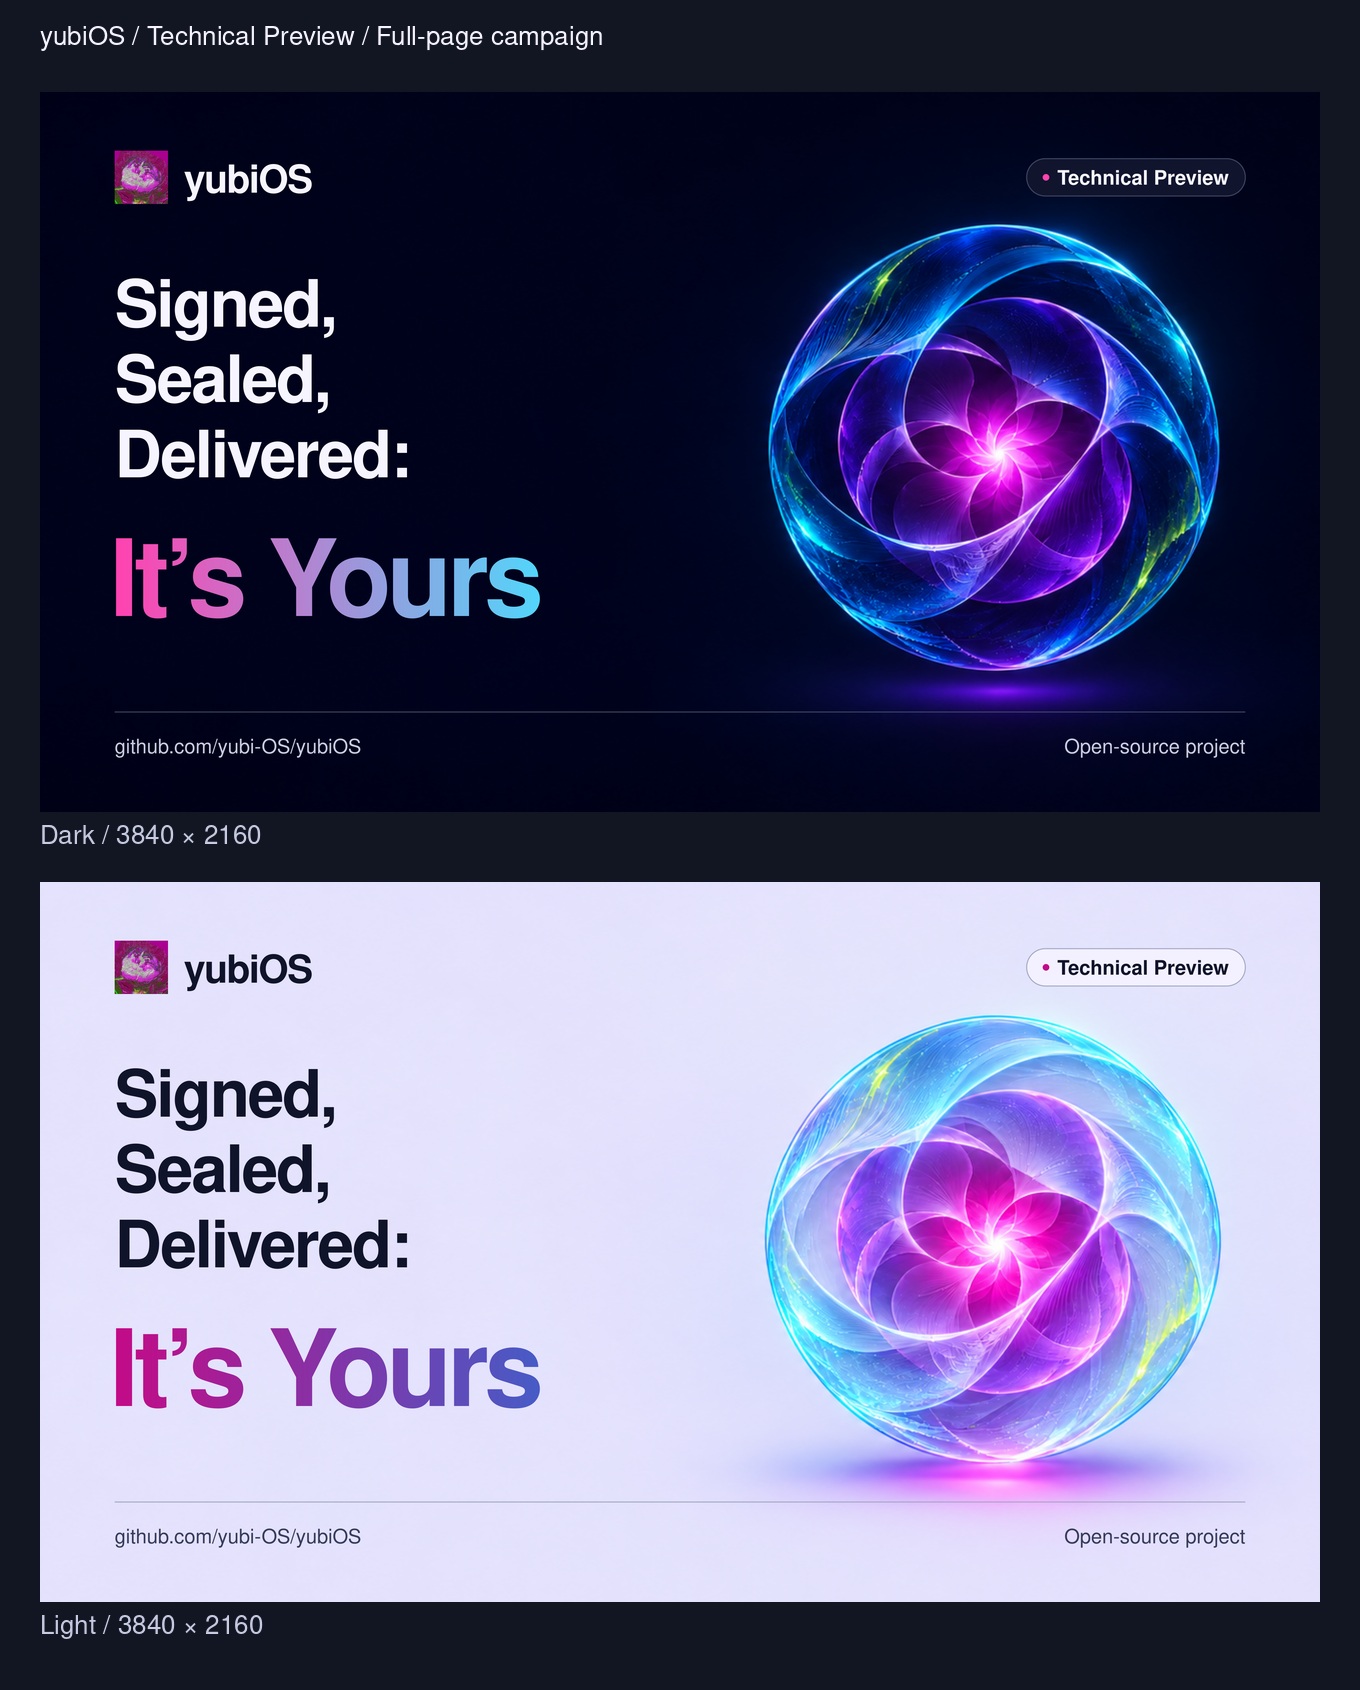 yubiOS / Technical Preview / Full-page campaign
yubiOS
• Technical Preview
Signed,
Sealed,
Delivered:
It’s Yours
github.com/yubi-OS/yubiOS
Open-source project
Dark / 3840 × 2160
yubiOS
• Technical Preview
Signed,
Sealed,
Delivered:
It’s Yours
github.com/yubi-OS/yubiOS
Open-source project
Light / 3840 × 2160